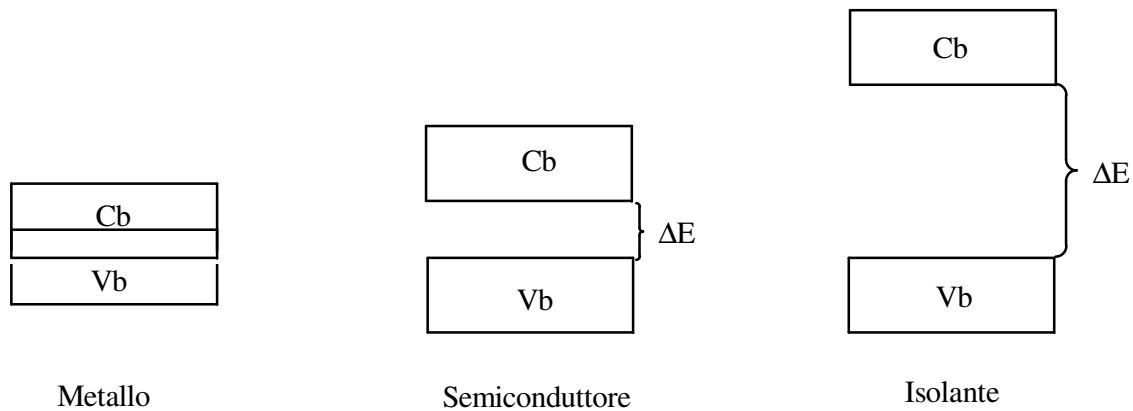 Cb
Vb
Metallo
Cb
ΔE
Vb
Semiconduttore
Cb
ΔE
Vb
Isolante